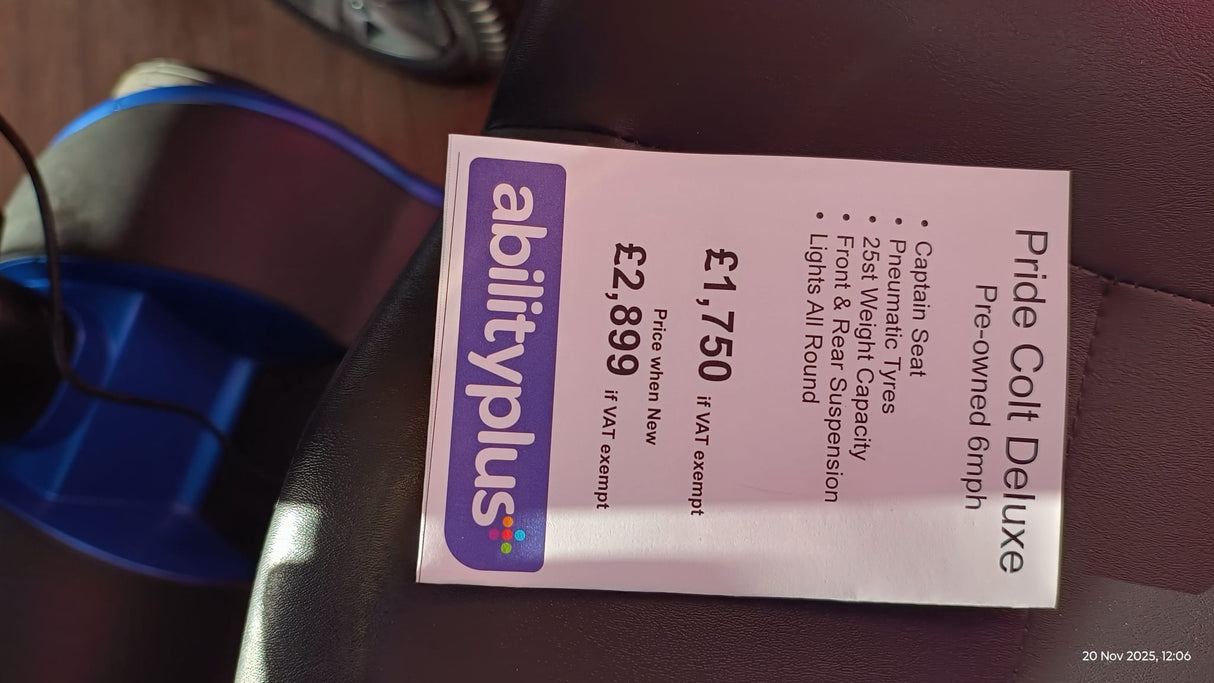 Pride Colt Deluxe
Pre-owned 6mph
• Captain Seat
• Pneumatic Tyres
• 25st Weight Capacity
• Front & Rear Suspension
• Lights All Round
£1,750 if VAT exempt
Price when New
£2,899 if VAT exempt
abilityplus
20 Nov 2025, 12:06